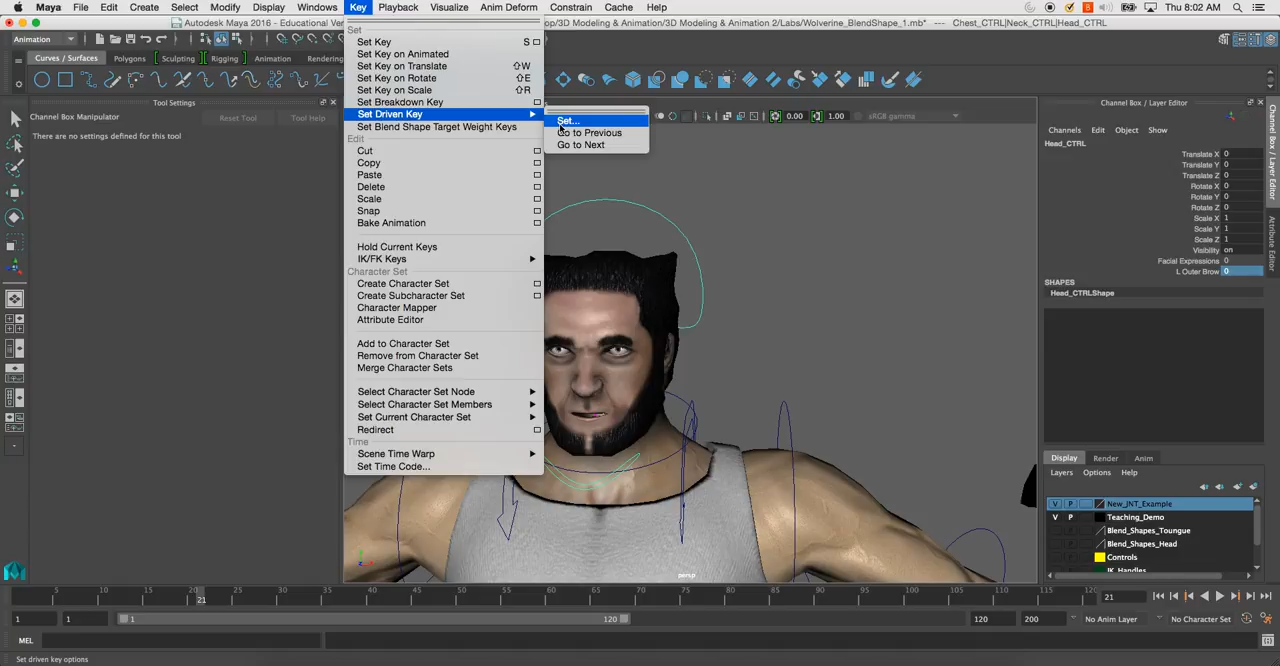 Maya File Edit Create Select Modify Display Windows Key Playback Visualize Anim Deform Constrain Cache Help
Thu 8:02 AM
Autodesk Maya 2016 - Educational
3D Modeling & Animation/3D Modeling & Animation 2/Labs/Wolverine_BlendShape_1.mb* --- Chest_CTRL|Neck_CTRL|Head_CTRL
Animation
Curves / Surfaces Polygons Sculpting Rigging Animation Rendering
Tool Settings
Channel Box Manipulator Reset Tool Tool Help
There are no settings defined for this tool
Set
Set Key S
Set Key on Animated
Set Key on Translate ⇧W
Set Key on Rotate ⇧E
Set Key on Scale ⇧R
Set Breakdown Key
Set Driven Key
Set Blend Shape Target Weight Keys
Edit
Cut
Copy
Paste
Delete
Scale
Snap
Bake Animation
Hold Current Keys
IK/FK Keys
Character Set
Create Character Set
Create Subcharacter Set
Character Mapper
Attribute Editor
Add to Character Set
Remove from Character Set
Merge Character Sets
Select Character Set Node
Select Character Set Members
Set Current Character Set
Redirect
Time
Scene Time Warp
Set Time Code...
Set...
Go to Previous
Go to Next
0.00 1.00 sRGB gamma
persp
Channel Box / Layer Editor
Channels Edit Object Show
Head_CTRL
Translate X 0
Translate Y 0
Translate Z 0
Rotate X 0
Rotate Y 0
Rotate Z 0
Scale X 1
Scale Y 1
Scale Z 1
Visibility on
Facial Expressions 0
L Outer Brow 0
SHAPES
Head_CTRLShape
Display Render Anim
Layers Options Help
V P New_JNT_Example
V P Teaching_Demo
Blend_Shapes_Toungue
Blend_Shapes_Head
Controls
IK_Handles
Channel Box / Layer Editor
Attribute Editor
5 10 15 20 25 30 35 40 45 50 55 60 65 70 75 80 85 90 95 100 105 110 115 120
21
21
1 1 1 120 120 200 No Anim Layer No Character Set
MEL
Set driven key options